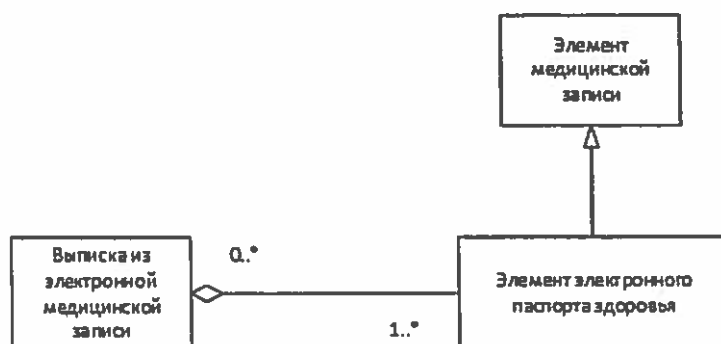 Элемент
медицинской
записи
Выписка из
электронной
медицинской
записи
0..*
1..*
Элемент электронного
паспорта здоровья